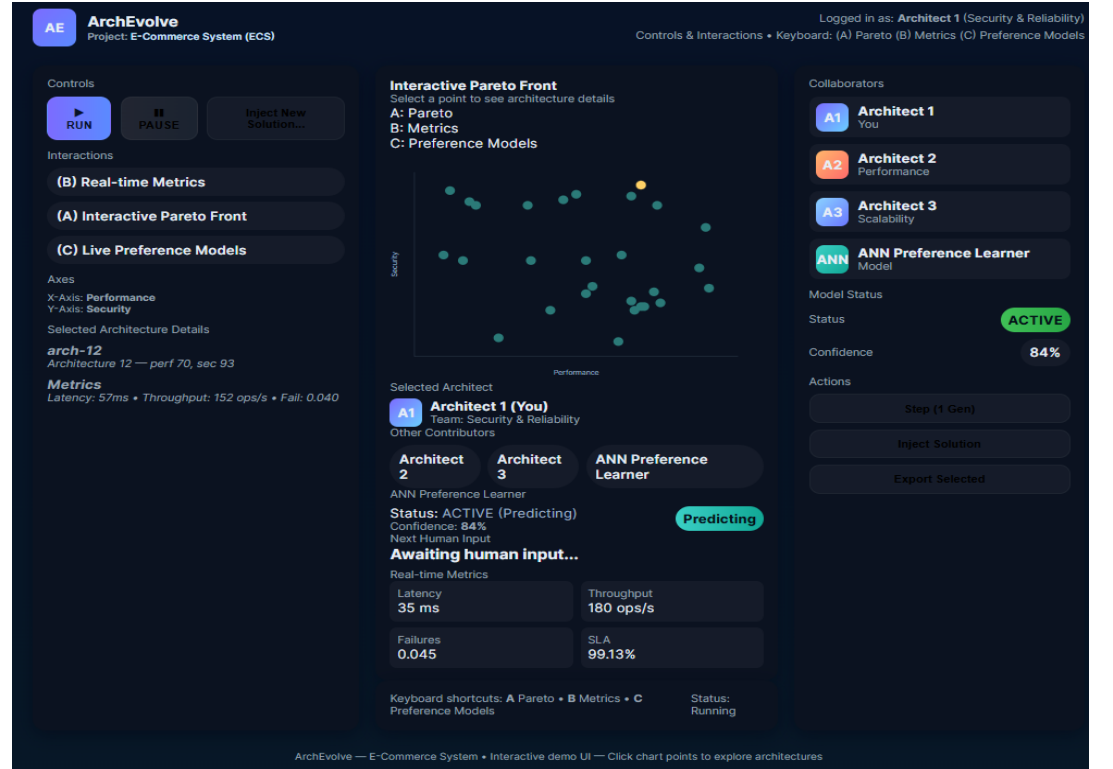 AE
ArchEvolve
Project: E-Commerce System (ECS)
Logged in as: Architect 1 (Security & Reliability)
Controls & Interactions • Keyboard: (A) Pareto (B) Metrics (C) Preference Models
Controls
RUN
PAUSE
Inject New
Solution...
Interactions
(B) Real-time Metrics
(A) Interactive Pareto Front
(C) Live Preference Models
Axes
X-Axis: Performance
Y-Axis: Security
Selected Architecture Details
arch-12
Architecture 12 — perf 70, sec 93
Metrics
Latency: 57ms • Throughput: 152 ops/s • Fail: 0.040
Interactive Pareto Front
Select a point to see architecture details
A: Pareto
B: Metrics
C: Preference Models
Security
Performance
Selected Architect
A1
Architect 1 (You)
Team: Security & Reliability
Other Contributors
Architect
2
Architect
3
ANN Preference
Learner
ANN Preference Learner
Status: ACTIVE (Predicting)
Confidence: 84%
Predicting
Next Human Input
Awaiting human input...
Real-time Metrics
Latency
35 ms
Throughput
180 ops/s
Failures
0.045
SLA
99.13%
Keyboard shortcuts: A Pareto • B Metrics • C
Preference Models
Status:
Running
Collaborators
A1
Architect 1
You
A2
Architect 2
Performance
A3
Architect 3
Scalability
ANN
ANN Preference Learner
Model
Model Status
Status
ACTIVE
Confidence
84%
Actions
Step (1 Gen)
Inject Solution
Export Selected
ArchEvolve — E-Commerce System • Interactive demo UI — Click chart points to explore architectures